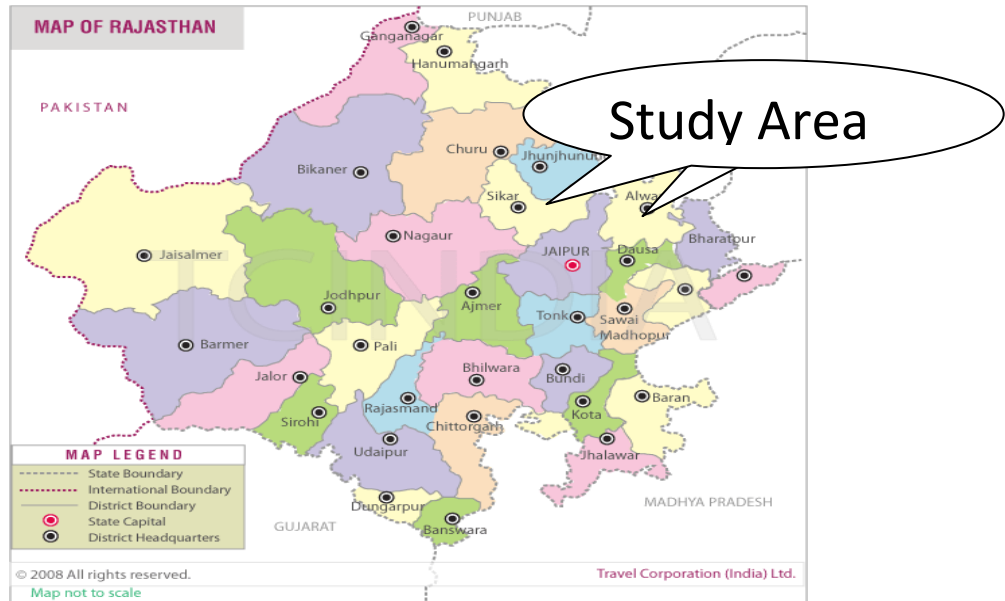 MAP OF RAJASTHAN
PUNJAB
Ganganagar
Hanumangarh
PAKISTAN
Study Area
Churu
Bikaner
Sikar
Nagaur
JAIPUR
Dausa
Bharatpur
Jaisalmer
TCINDIA
Jodhpur
Ajmer
Tonk
Sawai
Madhopur
Barmer
Pali
Jalor
Bhilwara
Bundi
Baran
Rajasmand
Kota
Sirohi
Chittorgarh
Udaipur
Jhalawar
MAP LEGEND
State Boundary
International Boundary
District Boundary
State Capital
District Headquarters
Dungarpur
MADHYA PRADESH
GUJARAT
Banswara
© 2008 All rights reserved.
Travel Corporation (India) Ltd.
Map not to scale